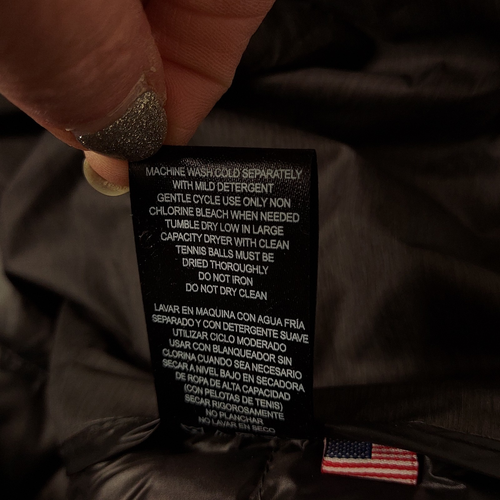 MACHINE WASH COLD SEPARATELY
WITH MILD DETERGENT
GENTLE CYCLE USE ONLY NON
CHLORINE BLEACH WHEN NEEDED
TUMBLE DRY LOW IN LARGE
CAPACITY DRYER WITH CLEAN
TENNIS BALLS MUST BE
DRIED THOROUGHLY
DO NOT IRON
DO NOT DRY CLEAN
LAVAR EN MAQUINA CON AGUA FRÍA
SEPARADO Y CON DETERGENTE SUAVE
UTILIZAR CICLO MODERADO
USAR CON BLANQUEADOR SIN
CLORINA CUANDO SEA NECESARIO
SECAR A NIVEL BAJO EN SECADORA
DE ROPA DE ALTA CAPACIDAD
(CON PELOTAS DE TENIS)
SECAR RIGOROSAMENTE
NO PLANCHAR
NO LAVAR EN SECO